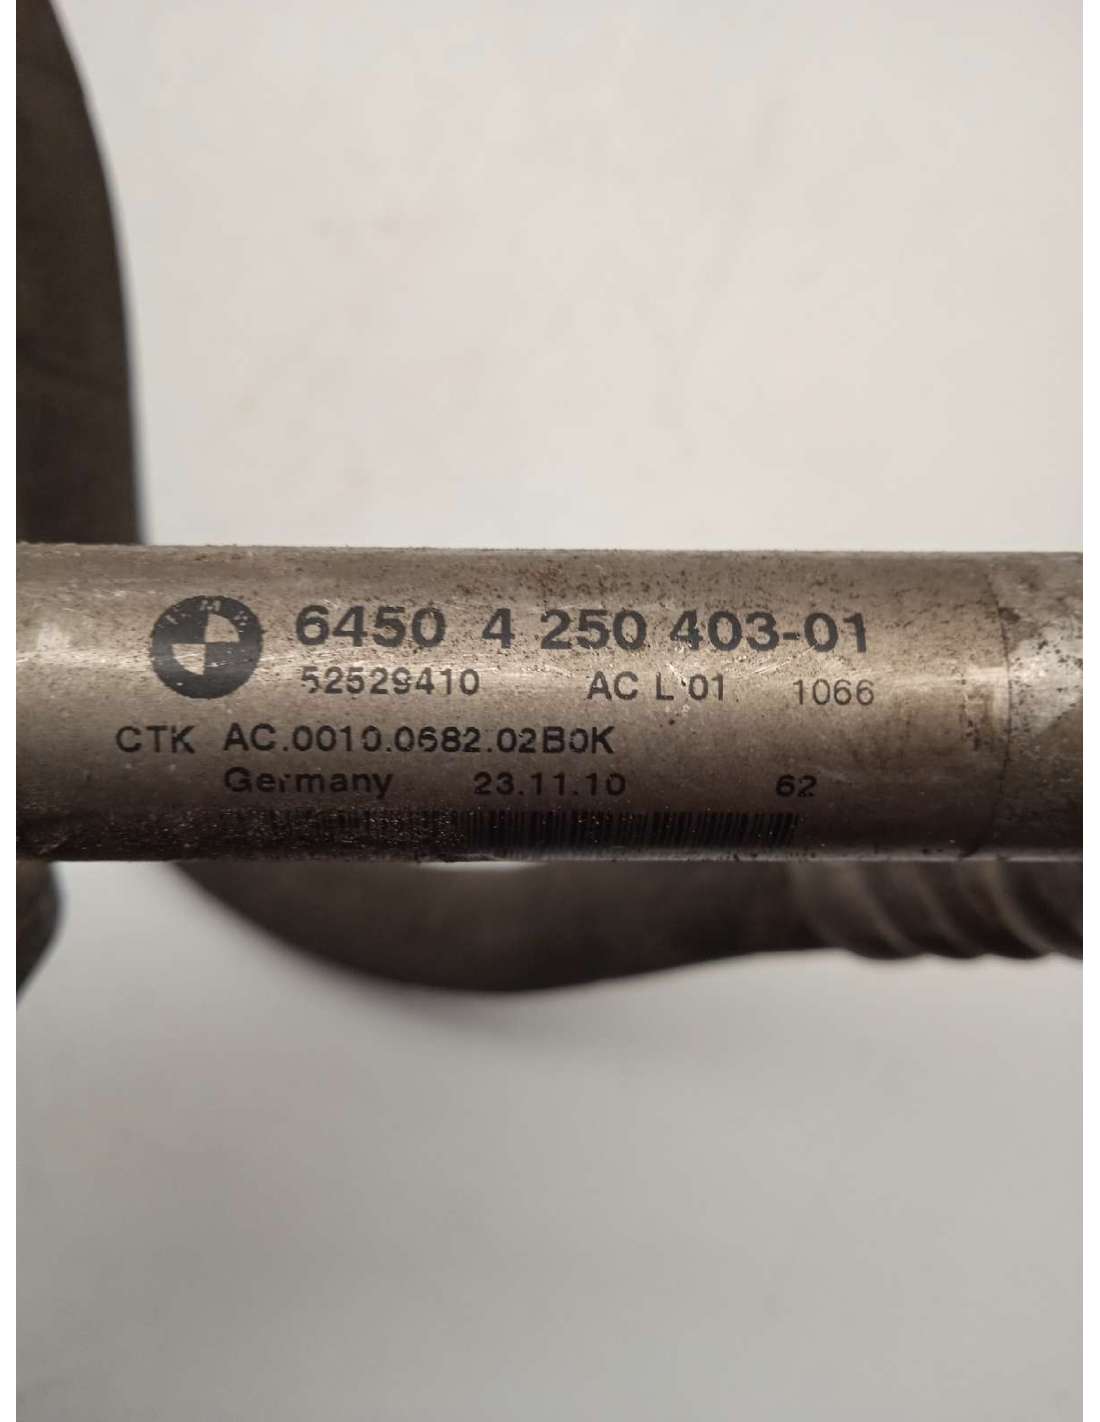 BMW
6450 4 250 403-01
52529410 AC L 01 1066
CTK AC.0010.0682.02B0K
Germany 23.11.10 62